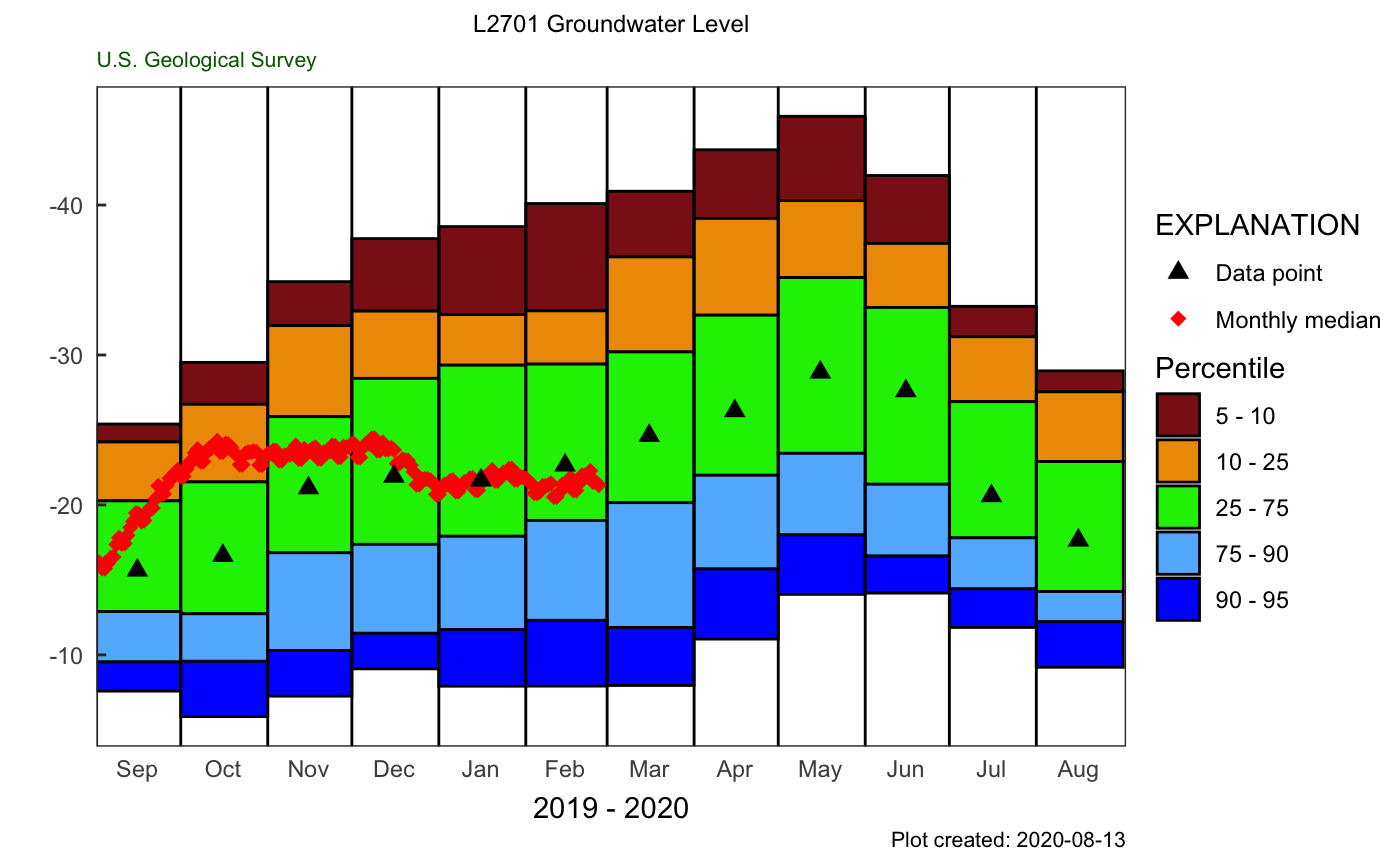 L2701 Groundwater Level
U.S. Geological Survey
-40
-30
-20
-10
Sep Oct Nov Dec Jan Feb Mar Apr May Jun Jul Aug
2019 - 2020
EXPLANATION
Data point
Monthly median
Percentile
5 - 10
10 - 25
25 - 75
75 - 90
90 - 95
Plot created: 2020-08-13